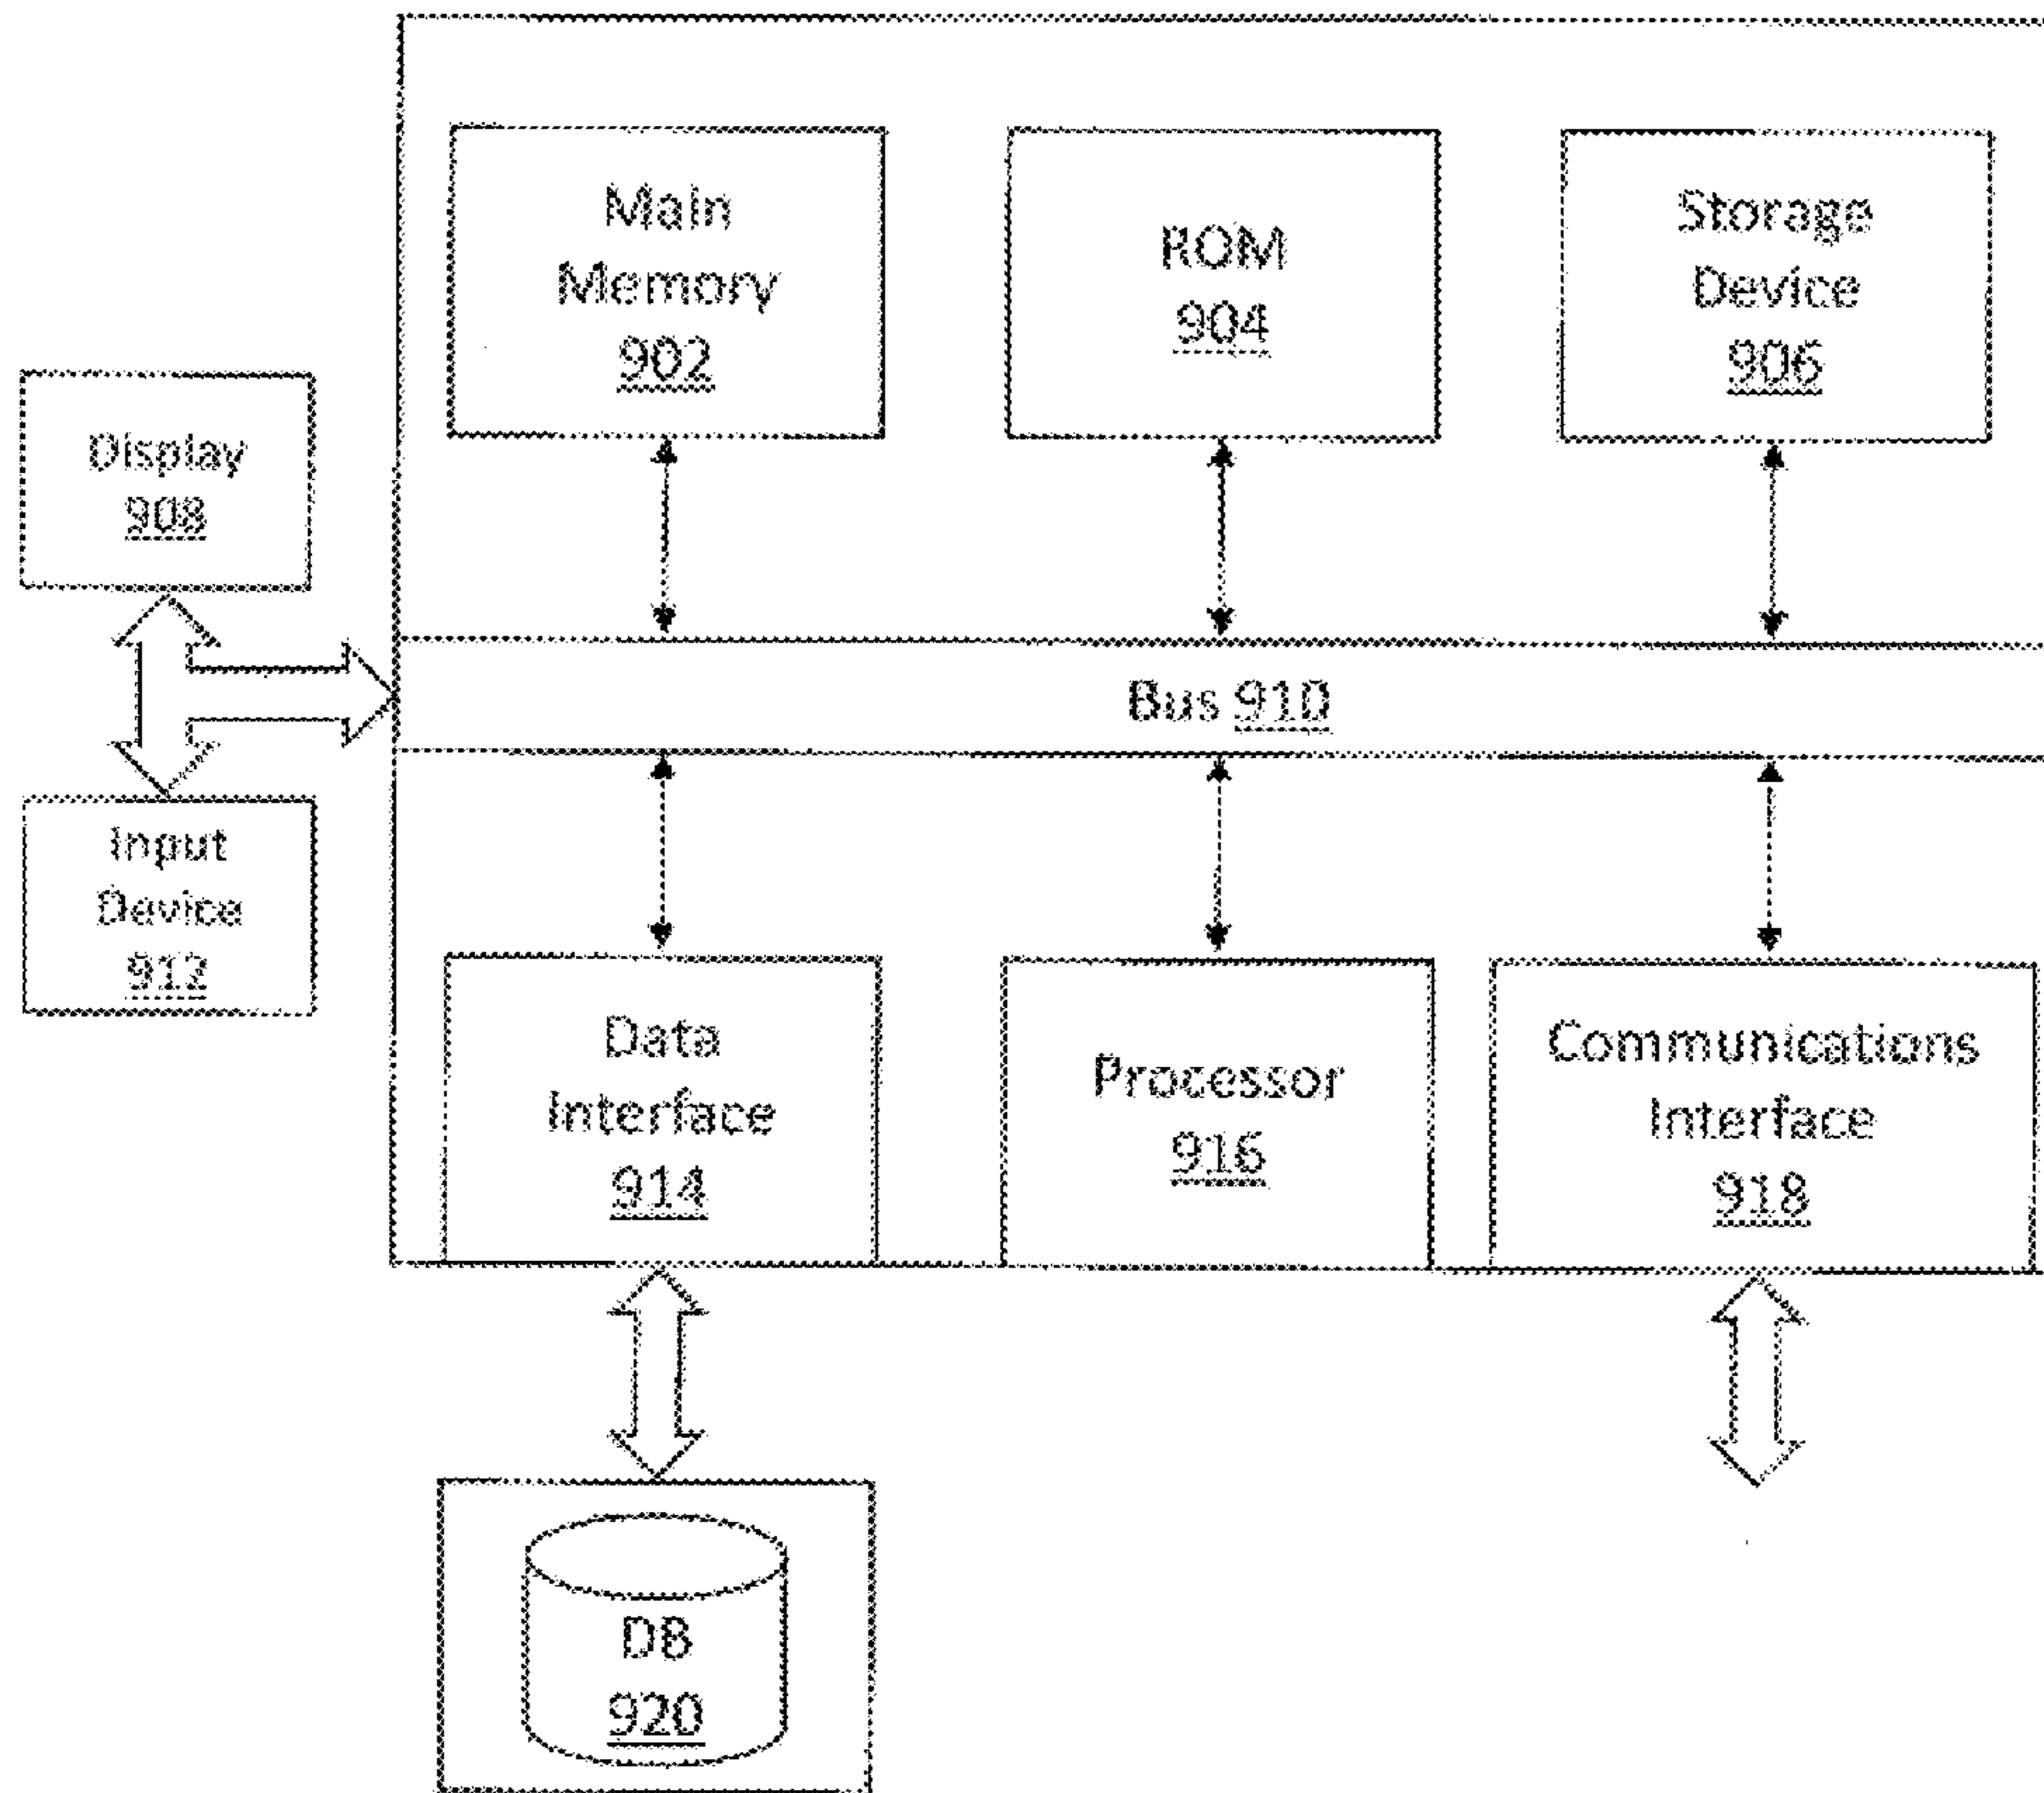 Main
Memory
902
ROM
904
Storage
Device
906
Display
908
Bus 910
Input
Device
912
Data
Interface
914
Processor
916
Communications
Interface
918
DB
920